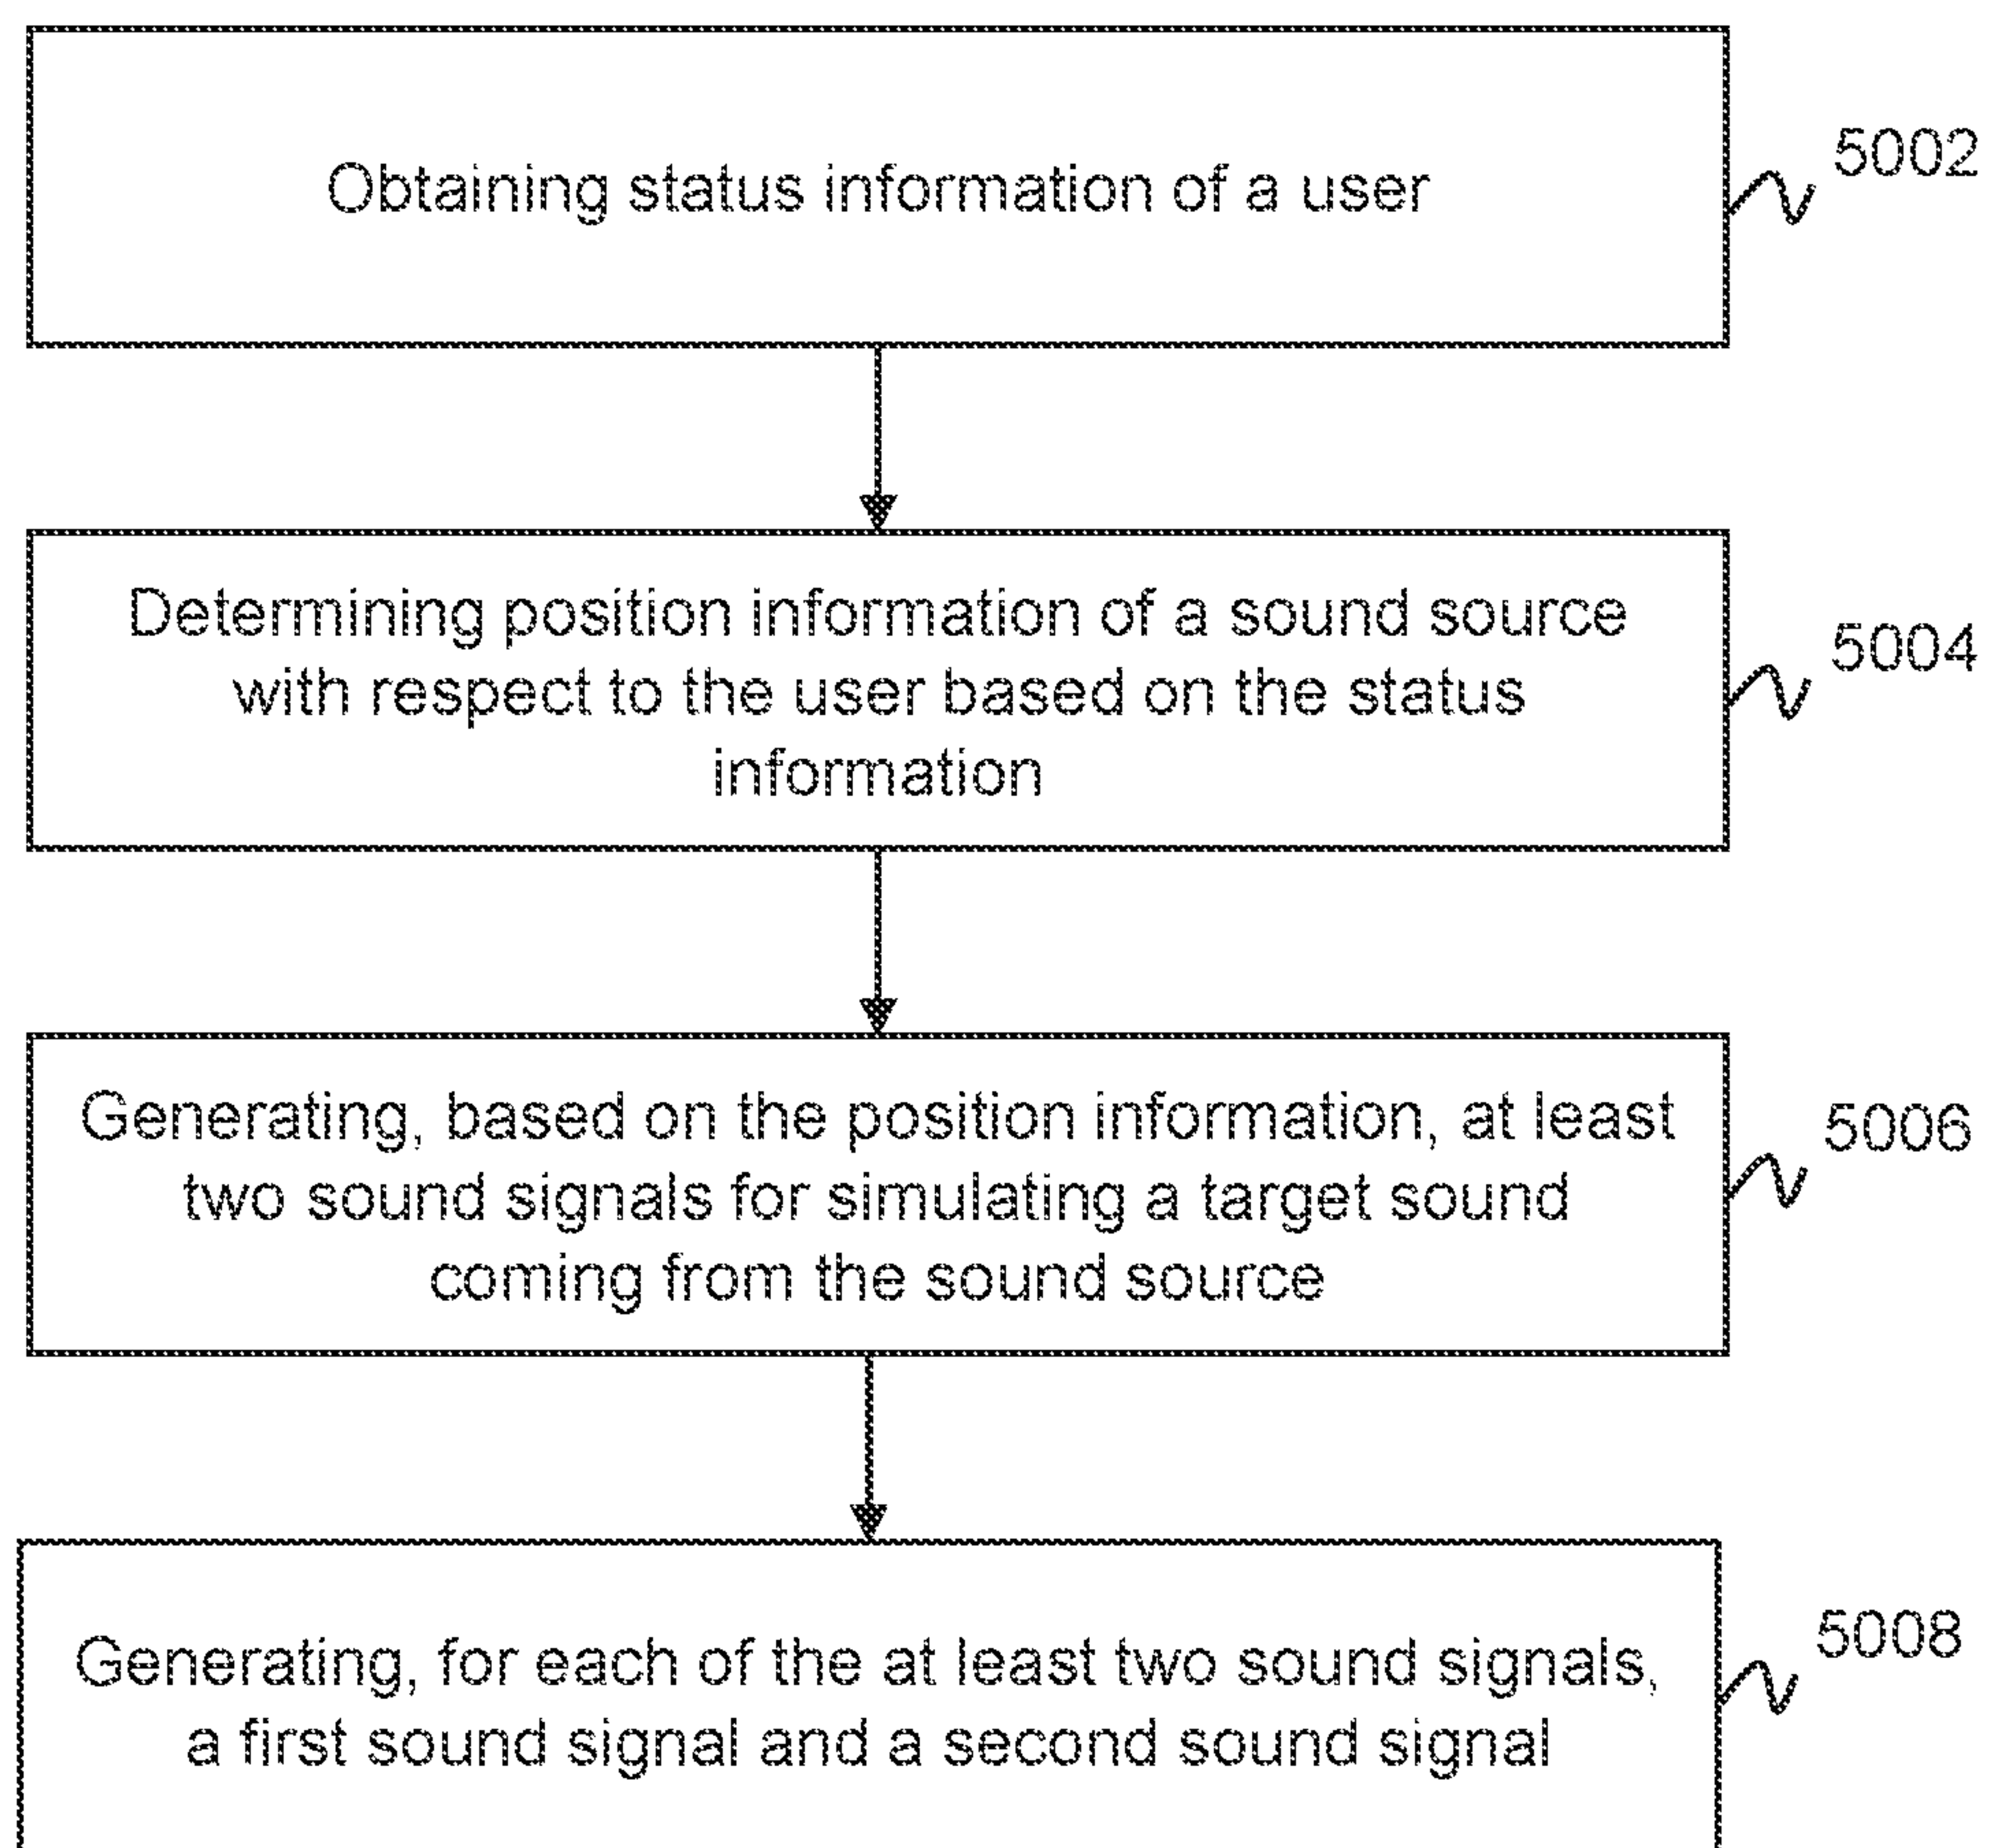 Obtaining status information of a user
5002
Determining position information of a sound source
with respect to the user based on the status
information
5004
Generating, based on the position information, at least
two sound signals for simulating a target sound
coming from the sound source
5006
Generating, for each of the at least two sound signals,
a first sound signal and a second sound signal
5008